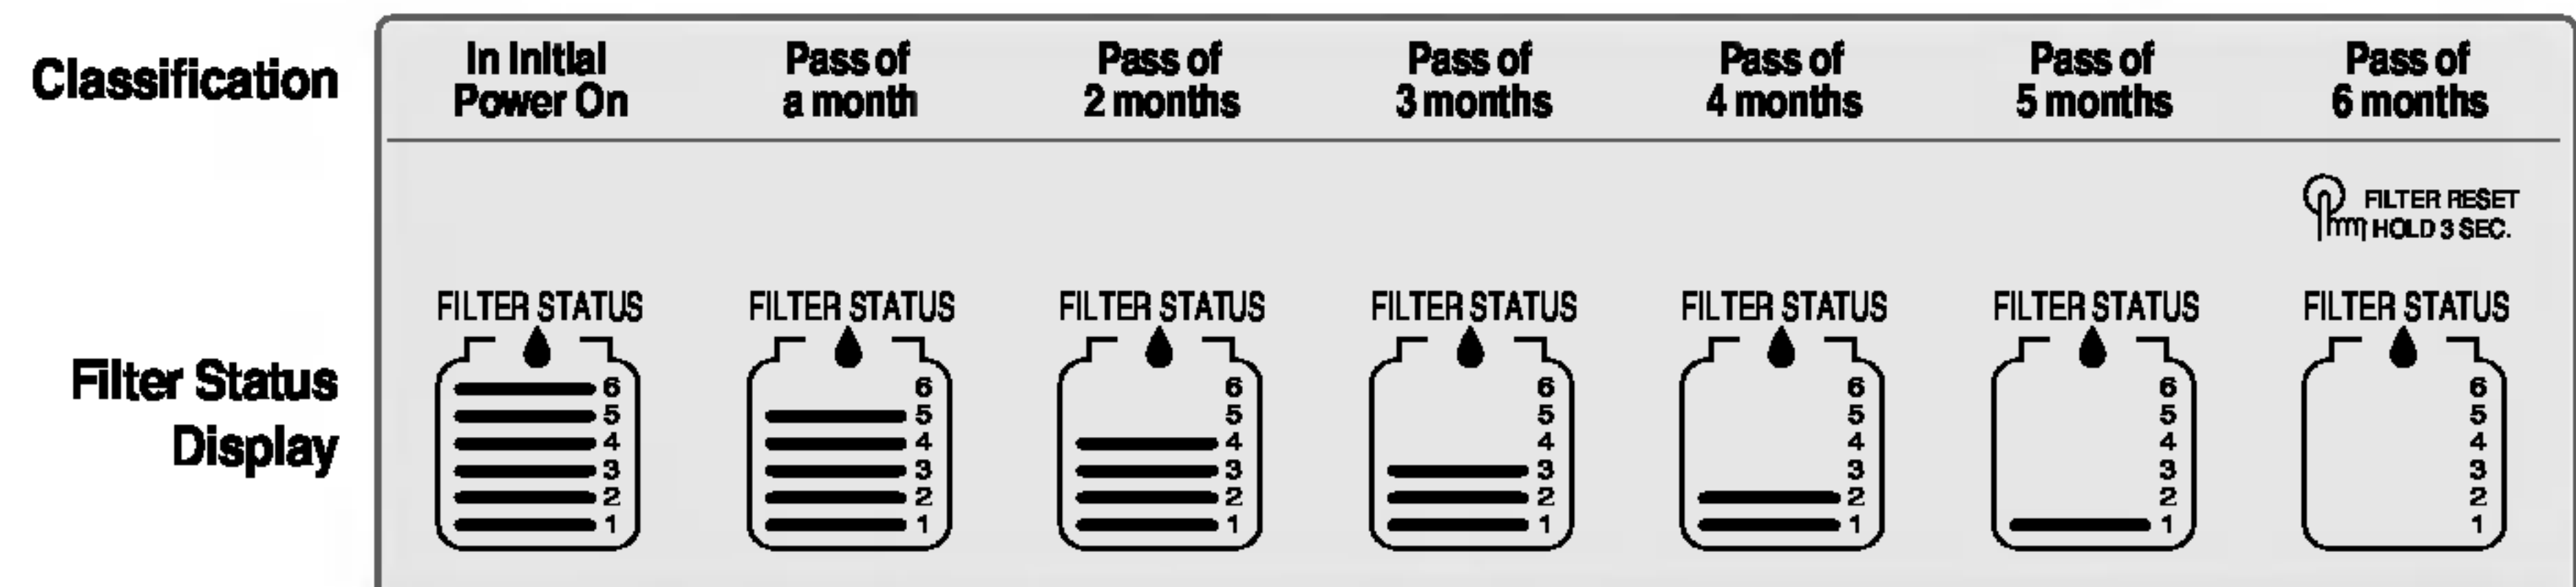 Classification
In Initial
Power On
Pass of
a month
Pass of
2 months
Pass of
3 months
Pass of
4 months
Pass of
5 months
Pass of
6 months
FILTER RESET
HOLD 3 SEC.
Filter Status
Display
FILTER STATUS
6
5
4
3
2
1
FILTER STATUS
6
5
4
3
2
1
FILTER STATUS
6
5
4
3
2
1
FILTER STATUS
6
5
4
3
2
1
FILTER STATUS
6
5
4
3
2
1
FILTER STATUS
6
5
4
3
2
1
FILTER STATUS
6
5
4
3
2
1